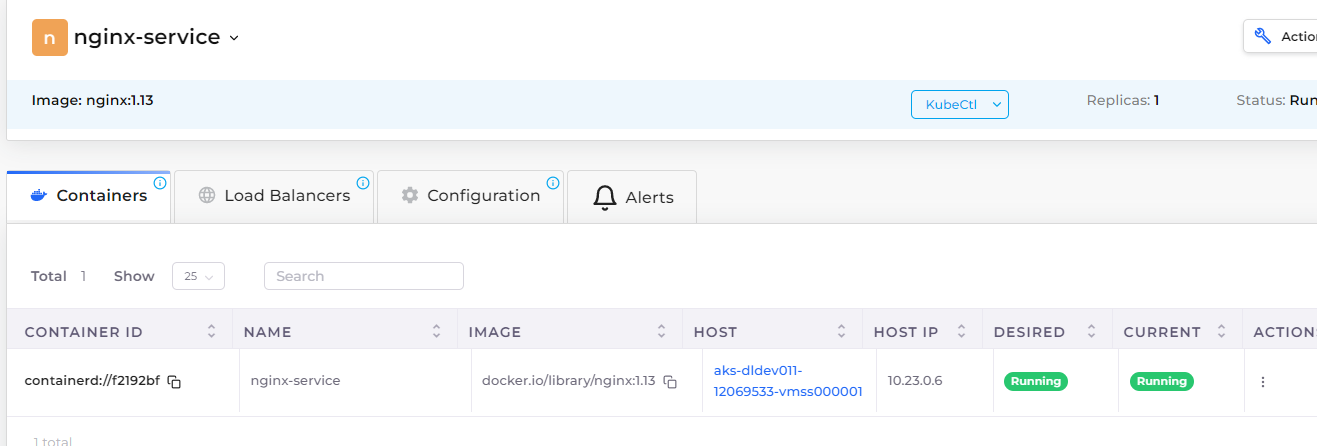 n nginx-service
Actio
Image: nginx:1.13 KubeCtl Replicas: 1 Status: Run
Containers Load Balancers Configuration Alerts
Total 1 Show 25 Search
CONTAINER ID NAME IMAGE HOST HOST IP DESIRED CURRENT ACTIONS
containerd://f2192bf nginx-service docker.io/library/nginx:1.13 aks-dldev011- 10.23.0.6 Running Running
12069533-vmss000001
1 total